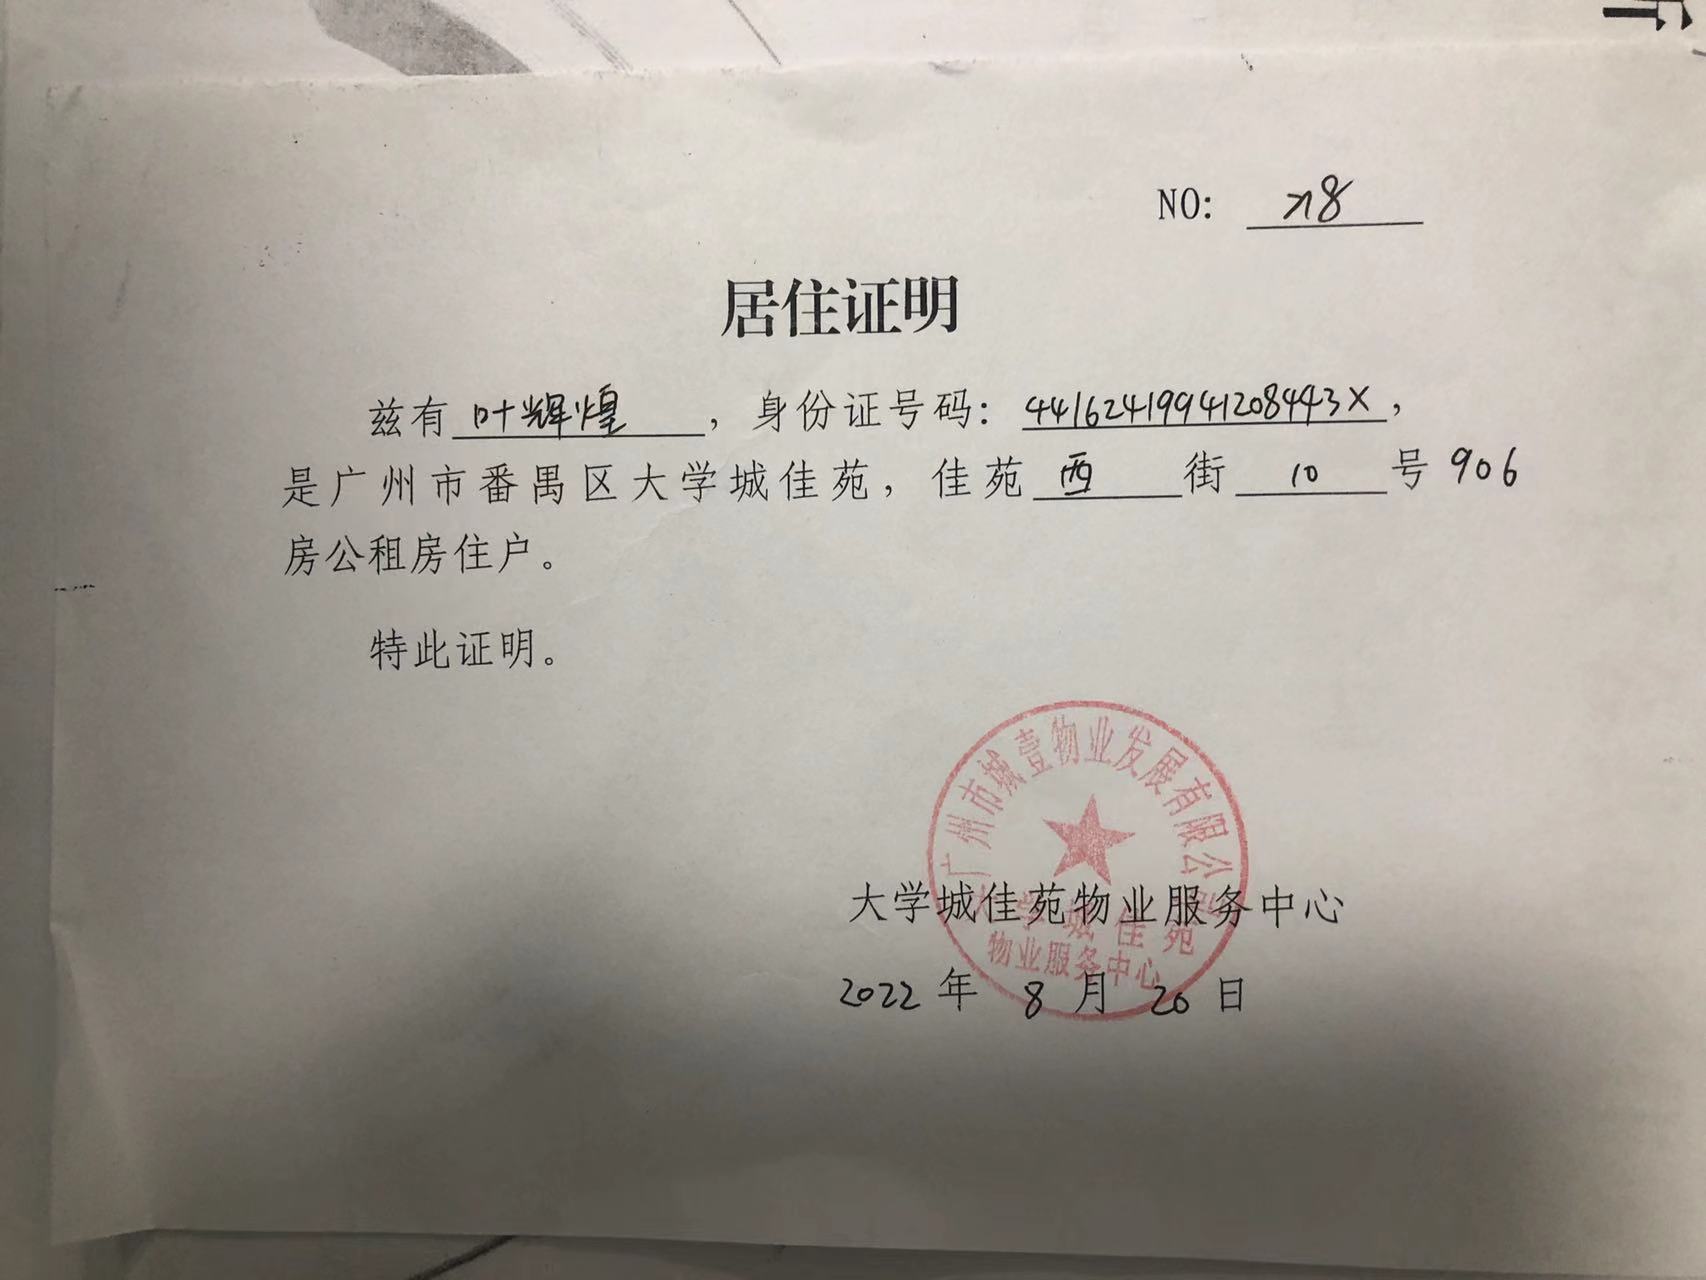 NO: 718
居住证明
兹有叶辉煌，身份证号码：44162419941208443X，
是广州市番禺区大学城佳苑，佳苑西街10号906
房公租房住户。
特此证明。
广州市城壹物业发展有限公司
大学城佳苑
物业服务中心
大学城佳苑物业服务中心
2022年8月20日